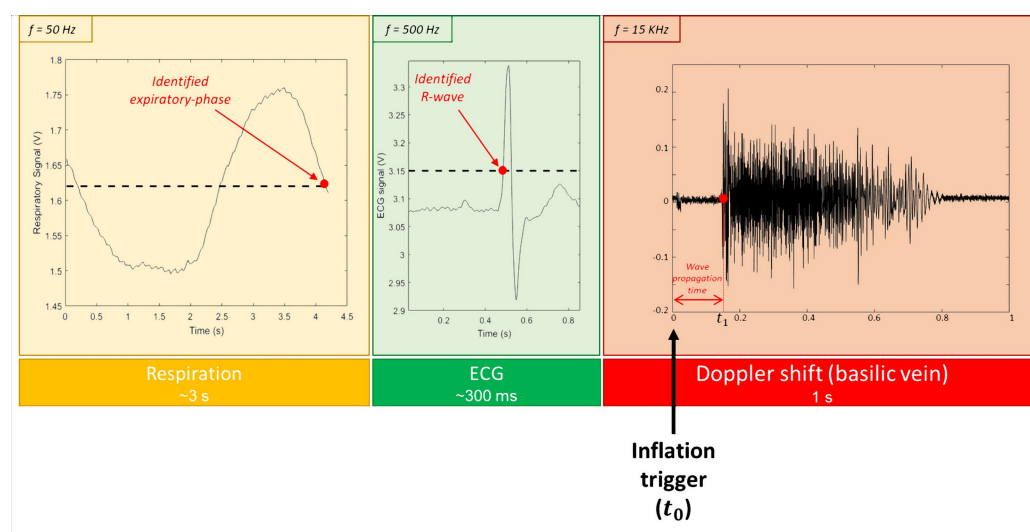 f = 50 Hz
1.8
1.75
1.7
1.65
1.6
1.55
1.5
1.45
Respiratory Signal (V)
Identified
expiratory-phase
0
0.5
1
1.5
2
2.5
3
3.5
4
4.5
Time (s)
Respiration
~3 s
f = 500 Hz
3.3
3.25
3.2
3.15
3.1
3.05
3
2.95
2.9
ECG signal (V)
Identified
R-wave
0.2
0.4
0.6
0.8
Time (s)
ECG
~300 ms
f = 15 KHz
0.2
0.1
0
-0.1
-0.2
Wave
propagation
time
t1
0.2
0.4
0.6
0.8
1
Doppler shift (basilic vein)
1 s
Inflation
trigger
(t0)